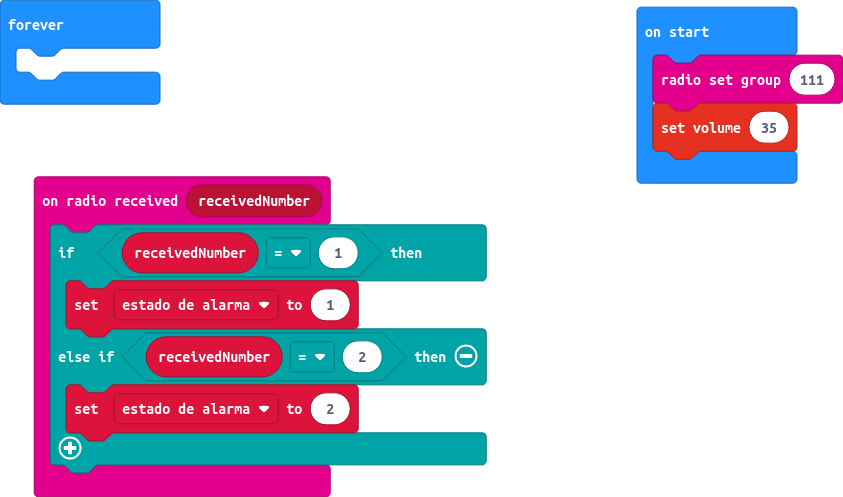 forever
on start
radio set group 111
set volume 35
on radio received receivedNumber
if receivedNumber = 1 then
set estado de alarma to 1
else if receivedNumber = 2 then
set estado de alarma to 2